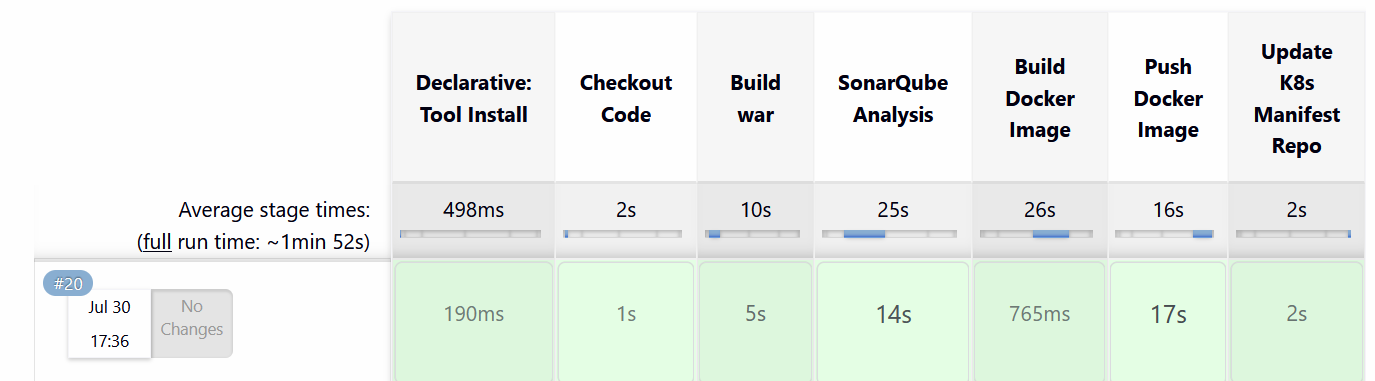 Declarative:
Tool Install
Checkout
Code
Build
war
SonarQube
Analysis
Build
Docker
Image
Push
Docker
Image
Update
K8s
Manifest
Repo
Average stage times:
(full run time: ~1min 52s)
498ms
2s
10s
25s
26s
16s
2s
#20
Jul 30
17:36
No
Changes
190ms
1s
5s
14s
765ms
17s
2s